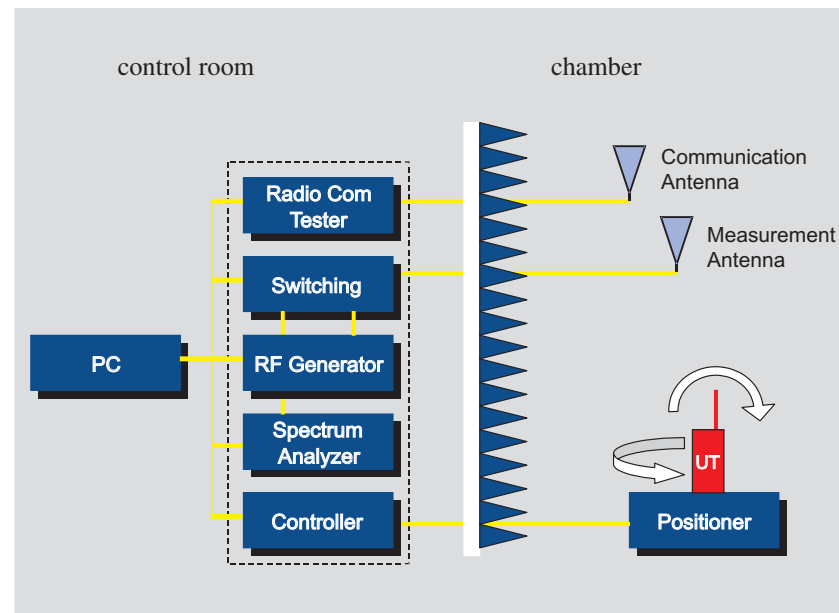 control room
chamber
Communication
Antenna
Radio Com
Tester
Measurement
Antenna
Switching
PC
RF Generator
Spectrum
Analyzer
UT
Controller
Positioner